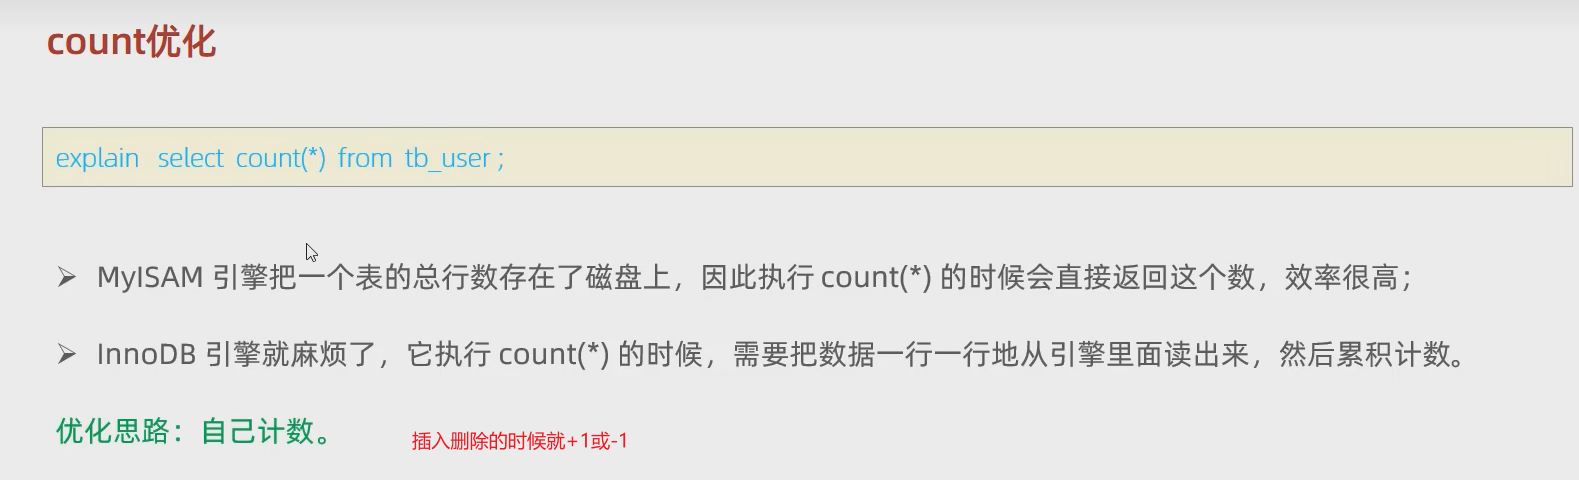 count优化
explain select count(*) from tb_user ;
➢ MyISAM 引擎把一个表的总行数存在了磁盘上，因此执行 count(*) 的时候会直接返回这个数，效率很高；
➢ InnoDB 引擎就麻烦了，它执行 count(*) 的时候，需要把数据一行一行地从引擎里面读出来，然后累积计数。
优化思路：自己计数。
插入删除的时候就+1或-1